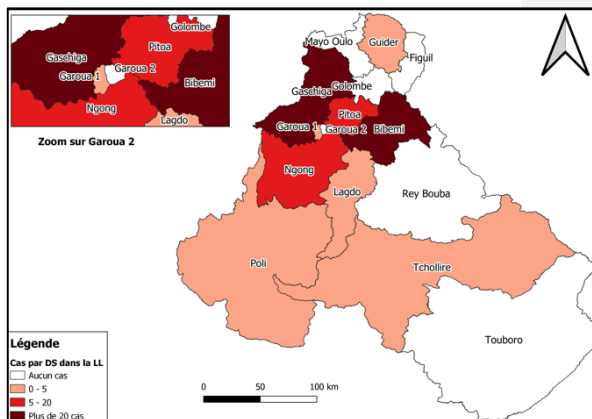 Golombe
Pitoa
Gaschiga
Garoua 2
Garoua 1
Bibemi
Ngong
Lagdo
Zoom sur Garoua 2
Mayo Oulo
Guider
Figuil
Golombe
Gaschiga
Pitoa
Garoua 1
Garoua 2
Bibemi
Ngong
Lagdo
Rey Bouba
Poli
Tchollire
Touboro
Légende
Cas par DS dans la LL
Aucun cas
0 - 5
5 - 20
Plus de 20 cas
0 50 100 km